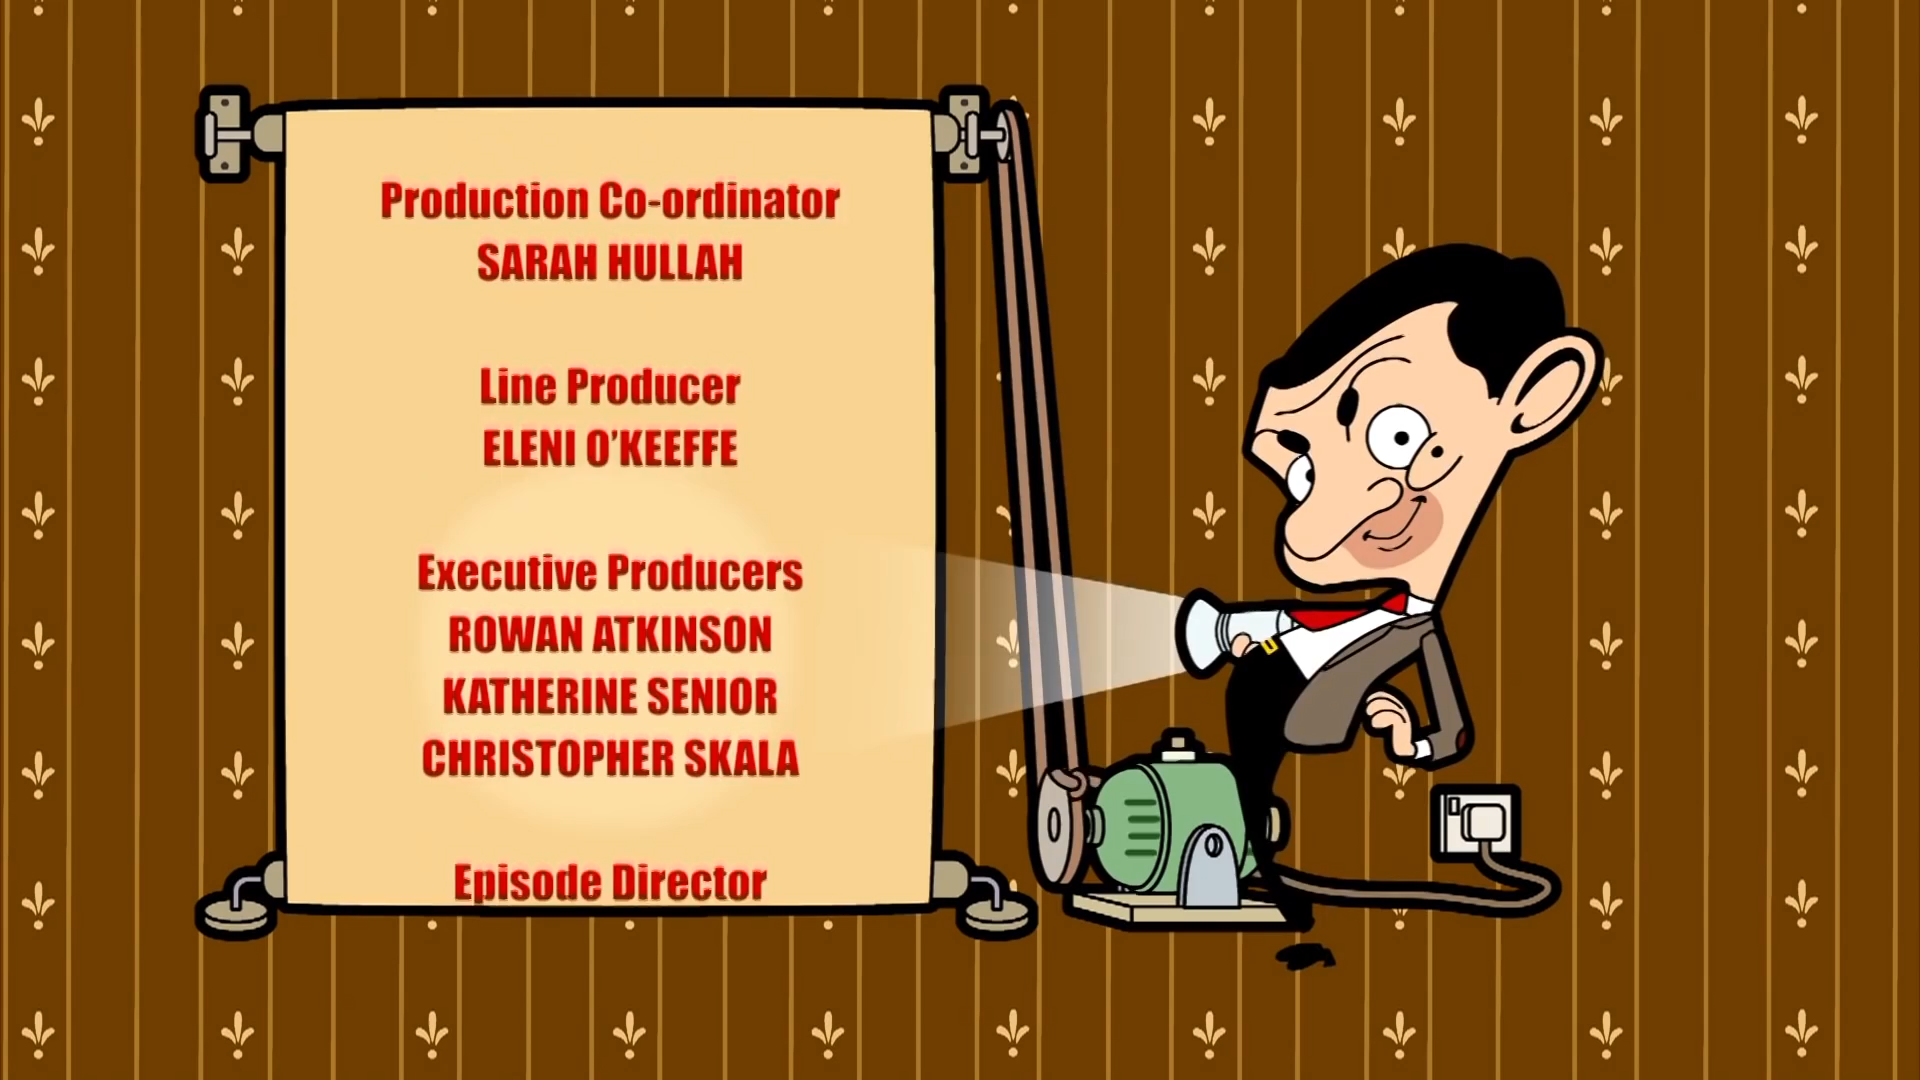 Production Co-ordinator
SARAH HULLAH
Line Producer
ELENI O’KEEFFE
Executive Producers
ROWAN ATKINSON
KATHERINE SENIOR
CHRISTOPHER SKALA
Episode Director